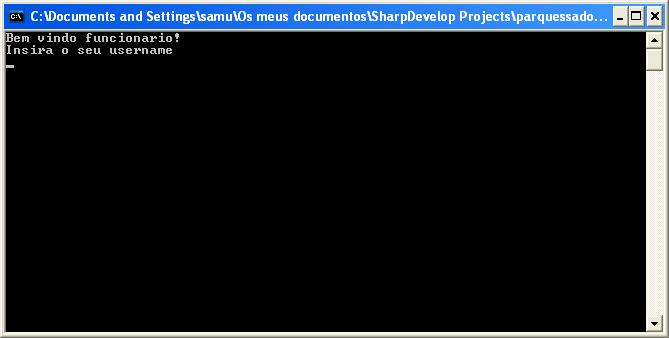 C:\Documents and Settings\samu\Os meus documentos\SharpDevelop Projects\parquessado...
Bem vindo funcionario!
Insira o seu username